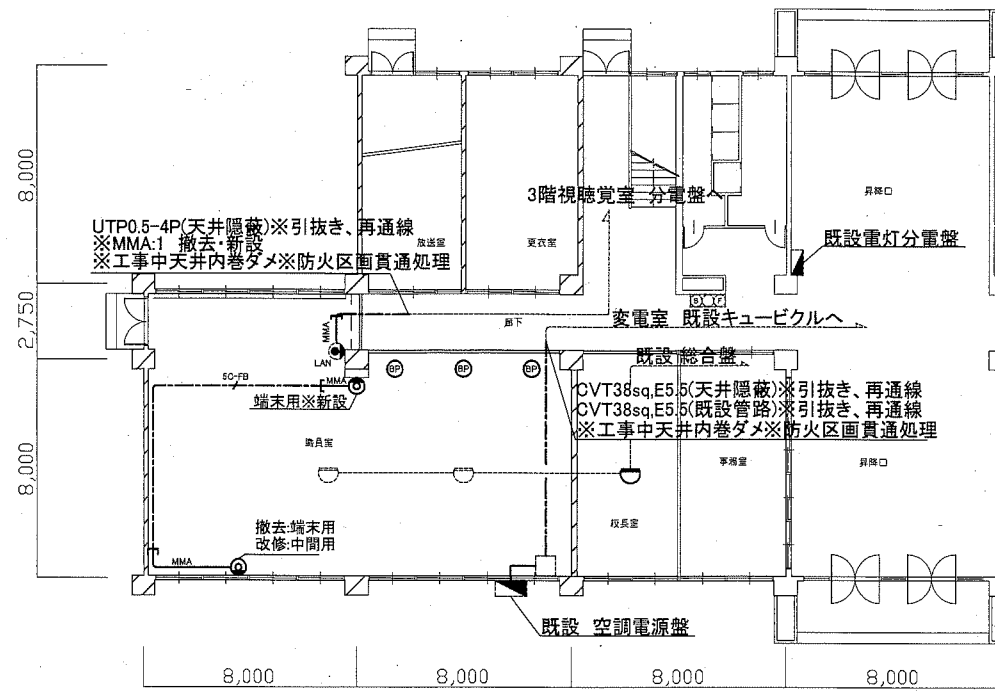 8,000
2,750
8,000
3階視聴覚室 分電盤へ
UTP0.5-4P(天井隠蔽)※引抜き、再通線
※MMA:1 撤去・新設
※工事中天井内巻ダメ※防火区画貫通処理
放送室
更衣室
昇降口
既設電灯分電盤
B
F
廊下
変電室 既設キュービクルへ
MMA
LAN
既設 総合盤
5C-FB
MMA
端末用※新設
BP
BP
BP
CVT38sq,E5.5(天井隠蔽)※引抜き、再通線
CVT38sq,E5.5(既設管路)※引抜き、再通線
※工事中天井内巻ダメ※防火区画貫通処理
職員室
事務室
昇降口
校長室
撤去:端末用
改修:中間用
MMA
既設 空調電源盤
8,000
8,000
8,000
8,000